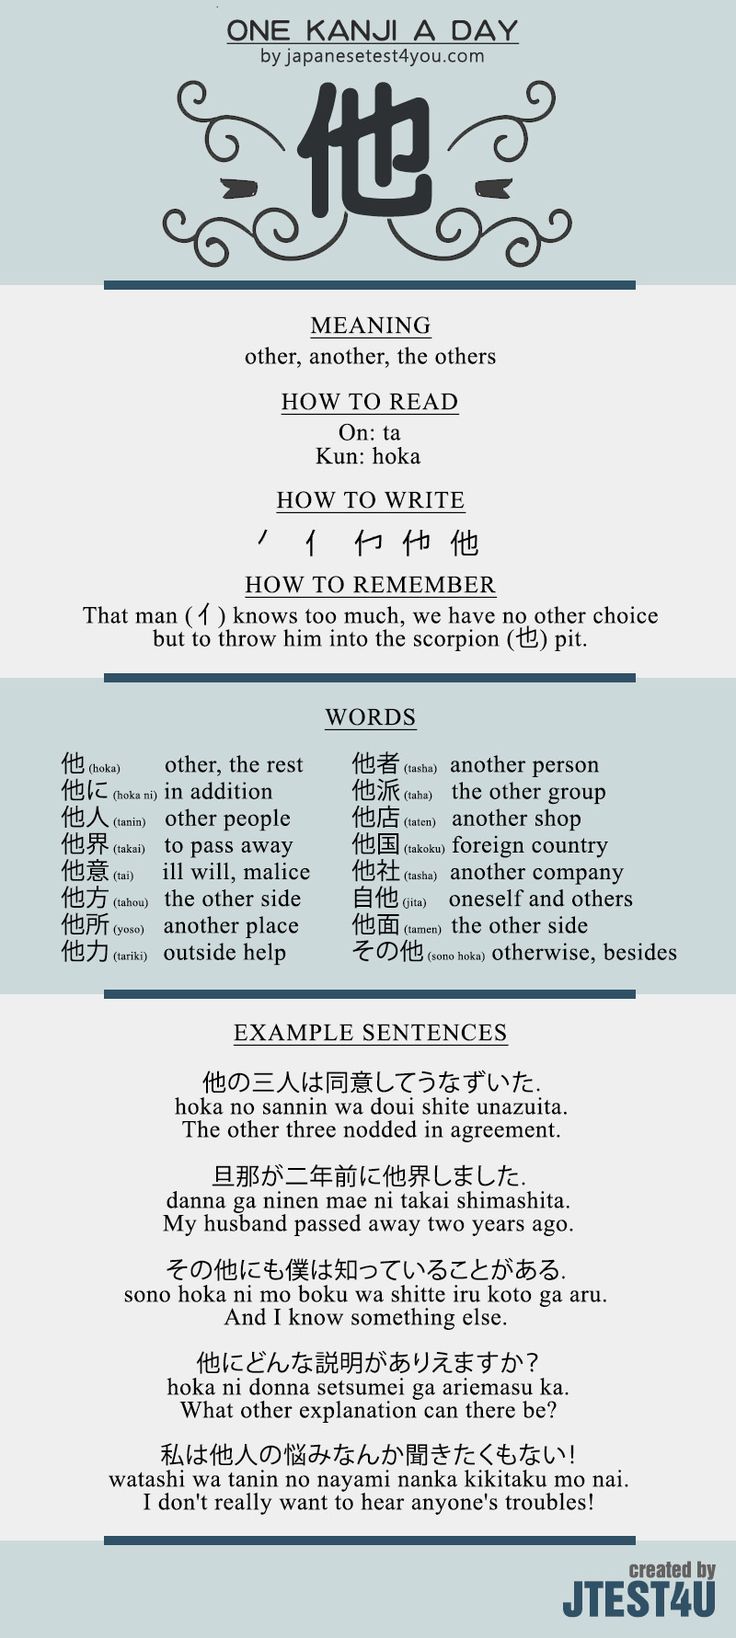 ONE KANJI A DAY
by japanesetest4you.com
他
MEANING
other, another, the others
HOW TO READ
On: ta
Kun: hoka
HOW TO WRITE
㇒ 亻 仂 仲 他
HOW TO REMEMBER
That man (亻) knows too much, we have no other choice
but to throw him into the scorpion (也) pit.
WORDS
他 (hoka) other, the rest
他に (hoka ni) in addition
他人 (tanin) other people
他界 (takai) to pass away
他意 (tai) ill will, malice
他方 (tahou) the other side
他所 (yoso) another place
他力 (tariki) outside help
他者 (tasha) another person
他派 (taha) the other group
他店 (taten) another shop
他国 (takoku) foreign country
他社 (tasha) another company
自他 (jita) oneself and others
他面 (tamen) the other side
その他 (sono hoka) otherwise, besides
EXAMPLE SENTENCES
他の三人は同意してうなずいた.
hoka no sannin wa doui shite unazuita.
The other three nodded in agreement.
旦那が二年前に他界しました.
danna ga ninen mae ni takai shimashita.
My husband passed away two years ago.
その他にも僕は知っていることがある.
sono hoka ni mo boku wa shitte iru koto ga aru.
And I know something else.
他にどんな説明がありえますか?
hoka ni donna setsumei ga ariemasu ka.
What other explanation can there be?
私は他人の悩みなんか聞きたくもない!
watashi wa tanin no nayami nanka kikitaku mo nai.
I don't really want to hear anyone's troubles!
created by
JTEST4U